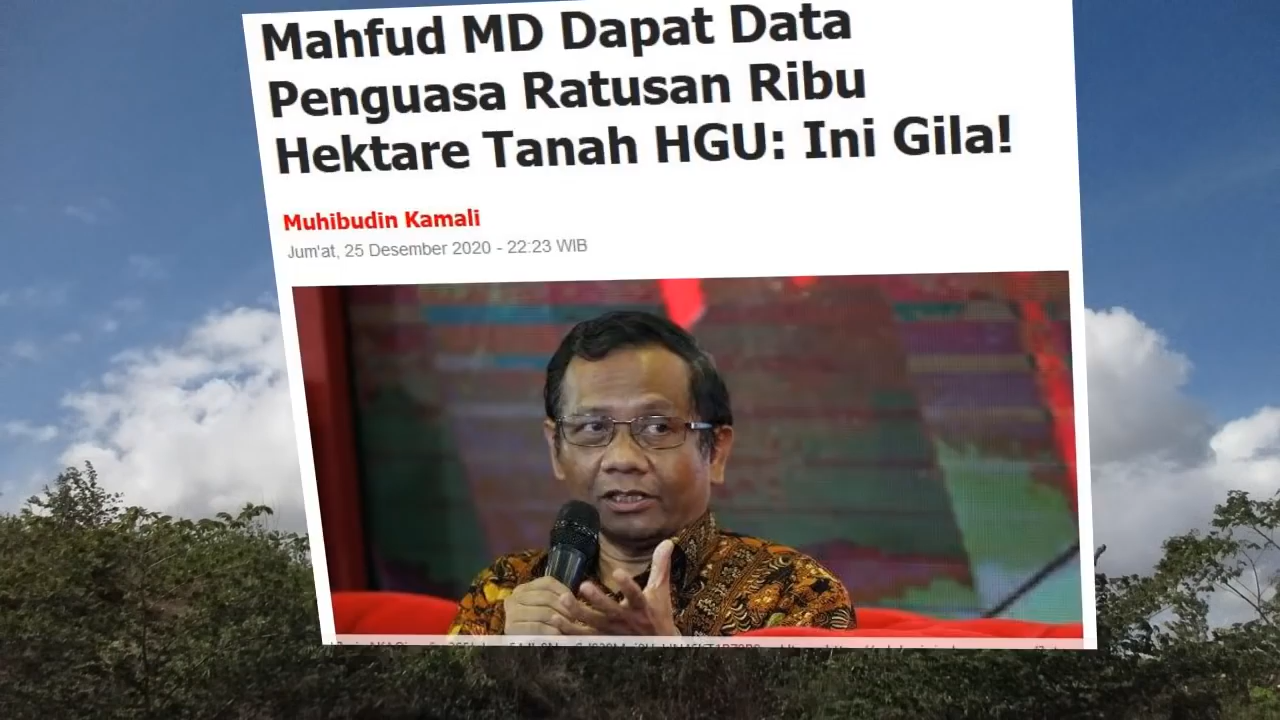 Mahfud MD Dapat Data
Penguasa Ratusan Ribu
Hektare Tanah HGU: Ini Gila!
Muhibudin Kamali
Jum'at, 25 Desember 2020 - 22:23 WIB